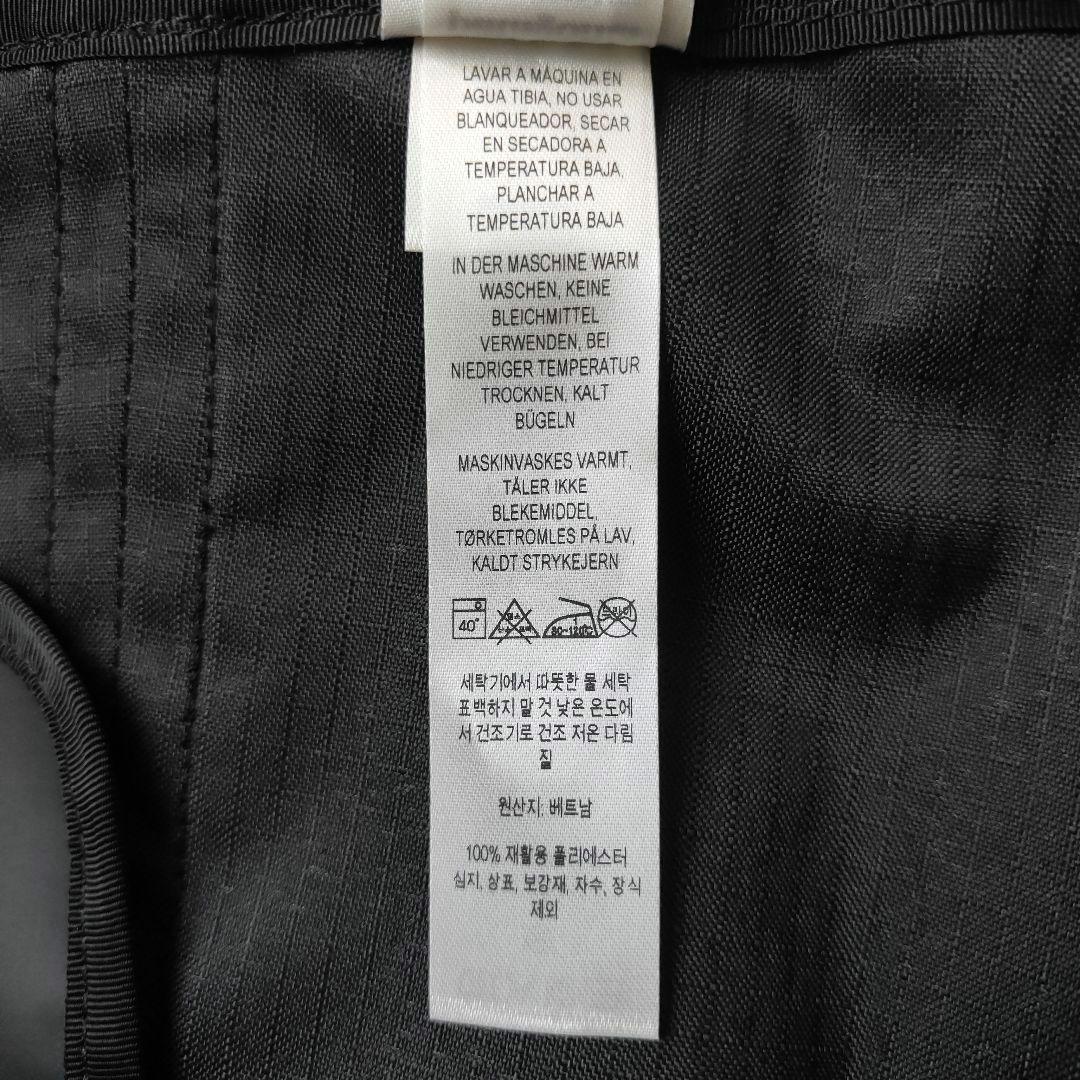 LAVAR A MÁQUINA EN
AGUA TIBIA, NO USAR
BLANQUEADOR, SECAR
EN SECADORA A
TEMPERATURA BAJA,
PLANCHAR A
TEMPERATURA BAJA
IN DER MASCHINE WARM
WASCHEN, KEINE
BLEICHMITTEL
VERWENDEN, BEI
NIEDRIGER TEMPERATUR
TROCKNEN, KALT
BÜGELN
MASKINVASKES VARMT,
TÅLER IKKE
BLEKEMIDDEL,
TØRKETROMLES PÅ LAV,
KALDT STRYKEJERN
40° 80~120℃ 드라이
세탁기에서 따뜻한 물 세탁
표백하지 말 것 낮은 온도에
서 건조기로 건조 저온 다림
질
원산지: 베트남
100% 재활용 폴리에스터
심지, 상표, 보강재, 자수, 장식
제외